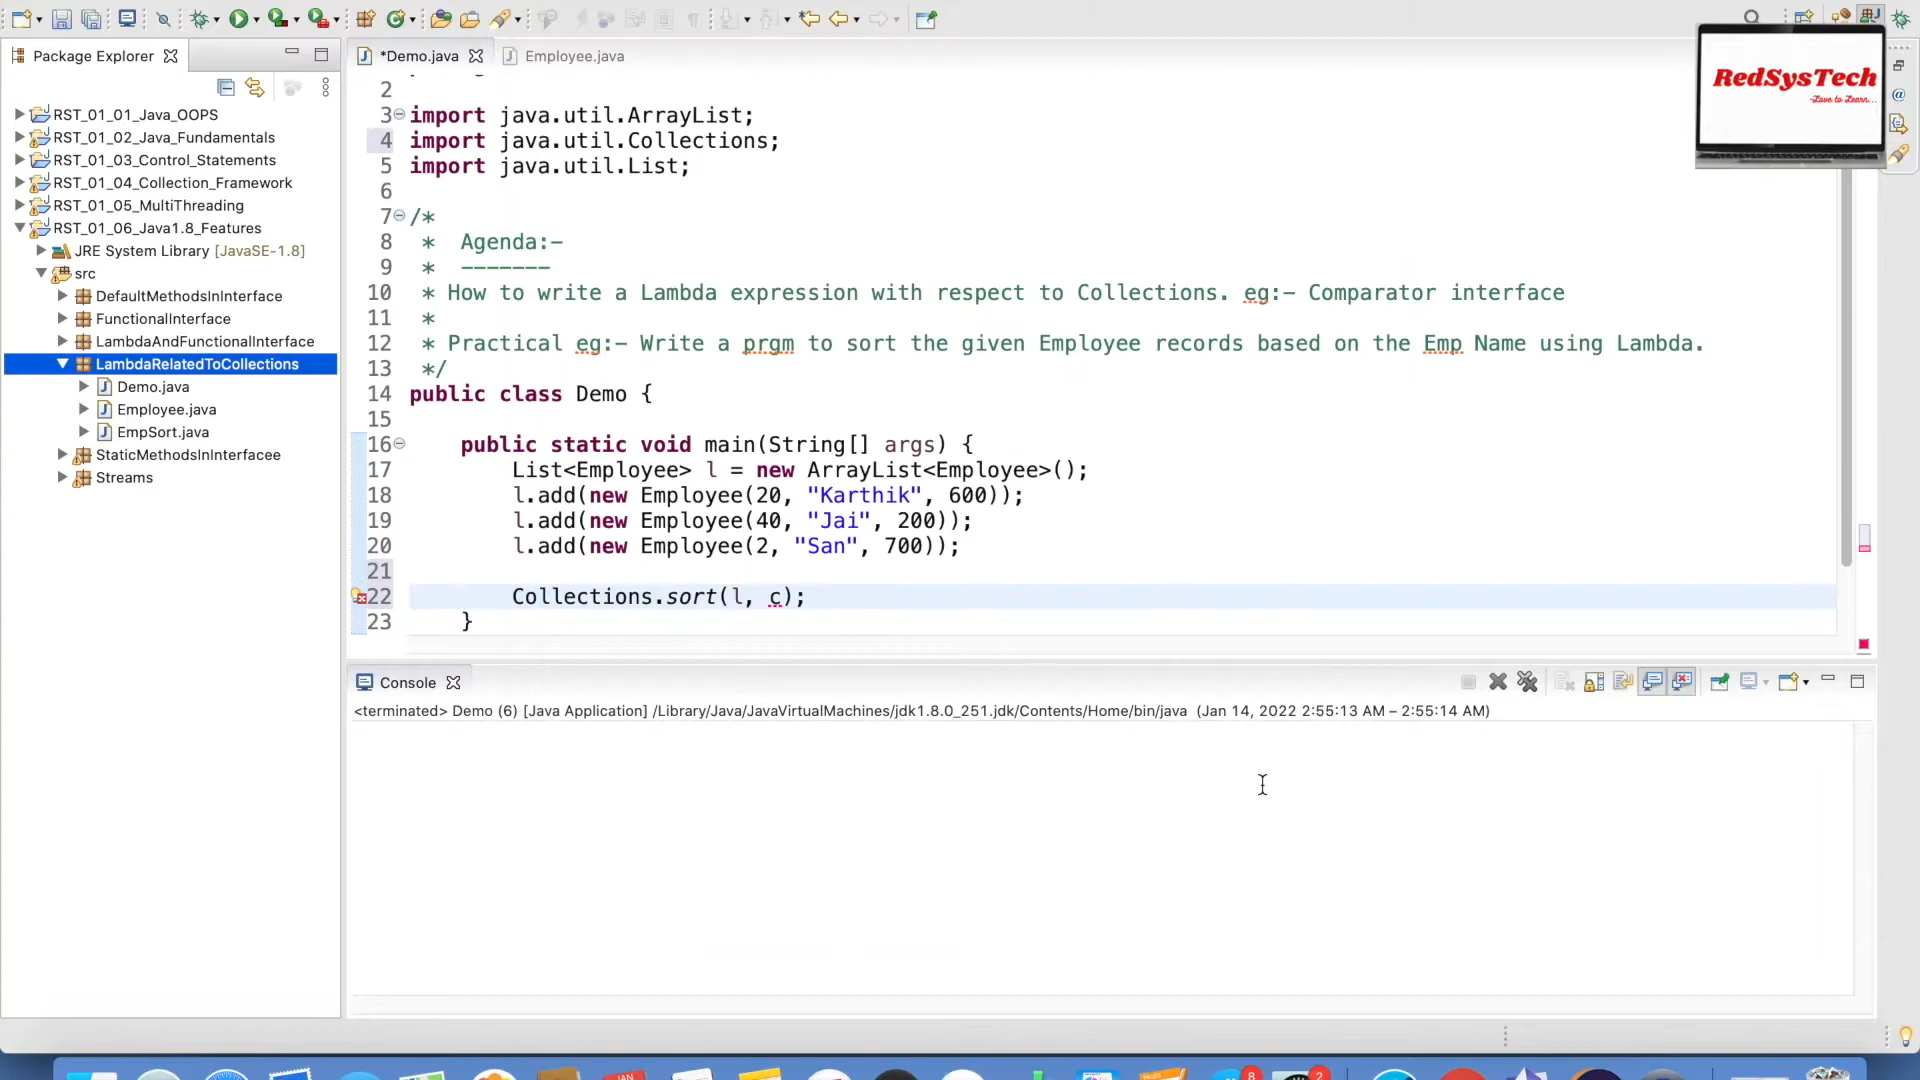 Package Explorer
*Demo.java
Employee.java
RedSysTech
-Love to Learn...
RST_01_01_Java_OOPS
RST_01_02_Java_Fundamentals
RST_01_03_Control_Statements
RST_01_04_Collection_Framework
RST_01_05_MultiThreading
RST_01_06_Java1.8_Features
JRE System Library [JavaSE-1.8]
src
DefaultMethodsInInterface
FunctionalInterface
LambdaAndFunctionalInterface
LambdaRelatedToCollections
Demo.java
Employee.java
EmpSort.java
StaticMethodsInInterfacee
Streams
2
3 import java.util.ArrayList;
4 import java.util.Collections;
5 import java.util.List;
6
7 /*
8 * Agenda:-
9 * -------
10 * How to write a Lambda expression with respect to Collections. eg:- Comparator interface
11 *
12 * Practical eg:- Write a prgm to sort the given Employee records based on the Emp Name using Lambda.
13 */
14 public class Demo {
15
16 public static void main(String[] args) {
17 List<Employee> l = new ArrayList<Employee>();
18 l.add(new Employee(20, "Karthik", 600));
19 l.add(new Employee(40, "Jai", 200));
20 l.add(new Employee(2, "San", 700));
21
22 Collections.sort(l, c);
23 }
Console
<terminated> Demo (6) [Java Application] /Library/Java/JavaVirtualMachines/jdk1.8.0_251.jdk/Contents/Home/bin/java (Jan 14, 2022 2:55:13 AM – 2:55:14 AM)
JAN
PAGES
8
2